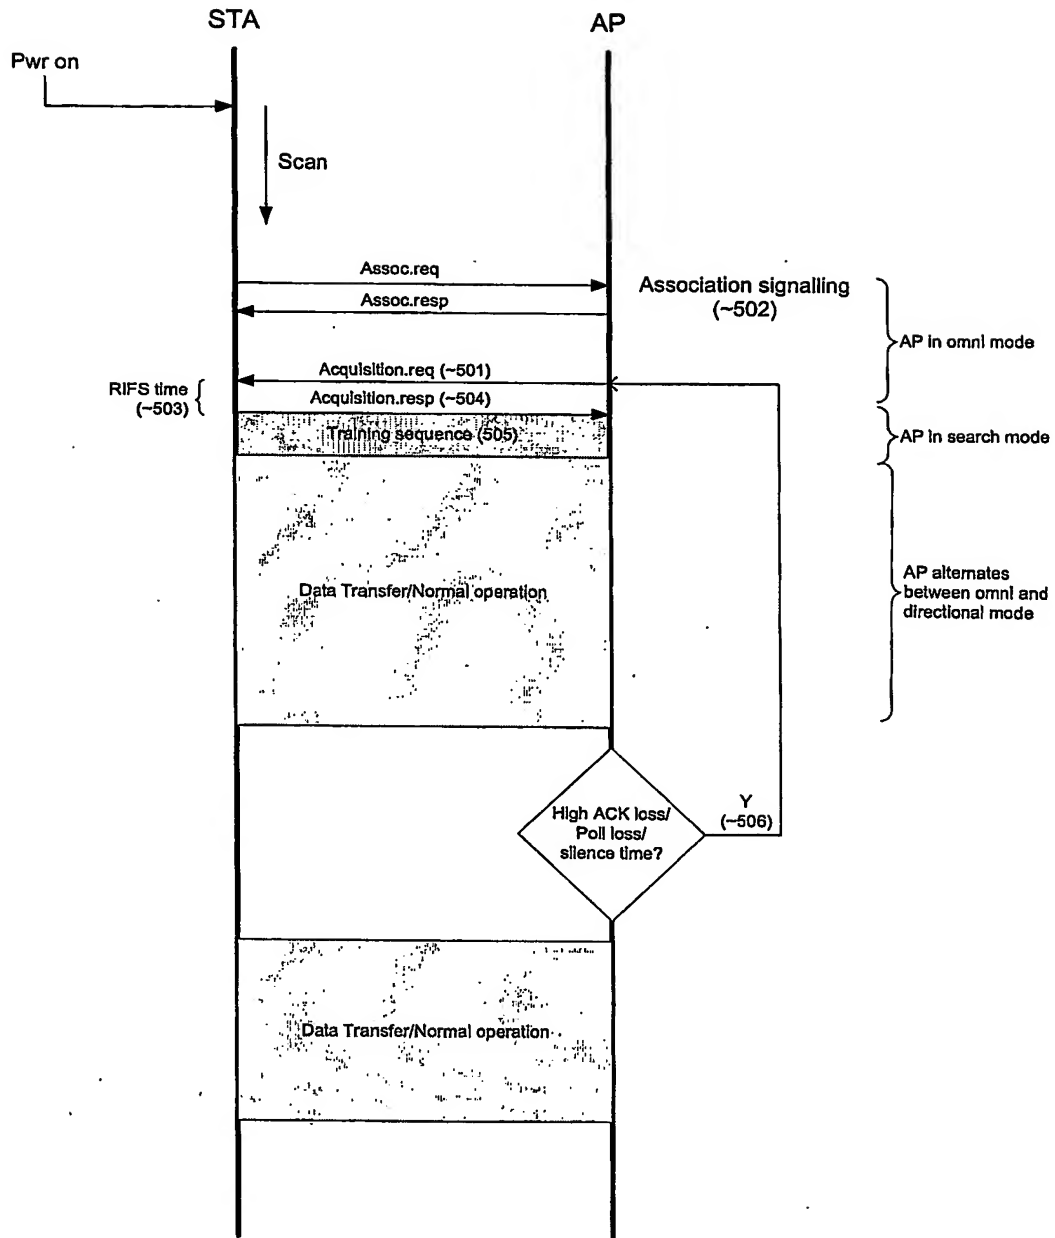 STA
AP
Pwr on
Scan
Assoc.req
Assoc.resp
Association signalling
(~502)
AP in omni mode
Acquisition.req (~501)
RIFS time
(~503)
Acquisition.resp (~504)
Training sequence (505)
AP in search mode
Data Transfer/Normal operation
AP alternates
between omni and
directional mode
High ACK loss/
Poll loss/
silence time?
Y
(~506)
Data Transfer/Normal operation